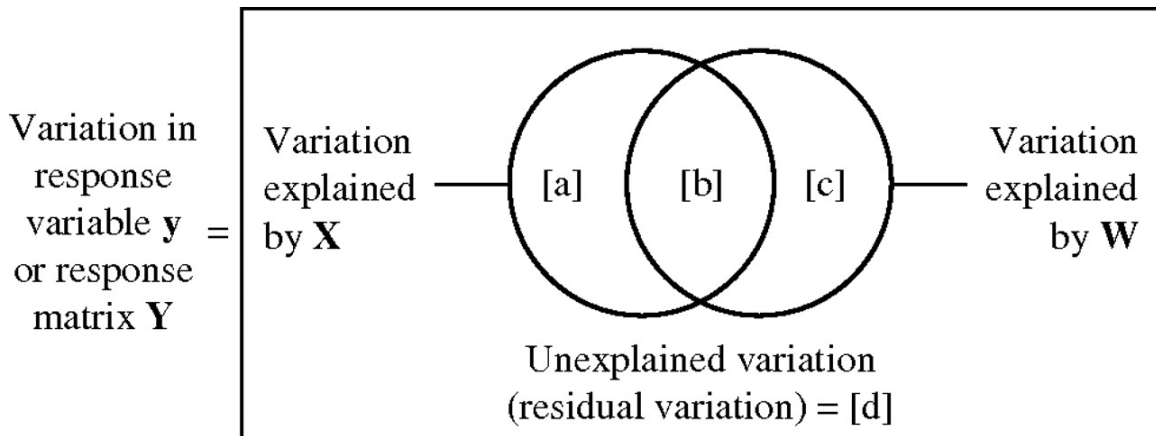 Variation in
response
variable y
or response
matrix Y
=
Variation
explained
by X
[a]
[b]
[c]
Variation
explained
by W
Unexplained variation
(residual variation) = [d]